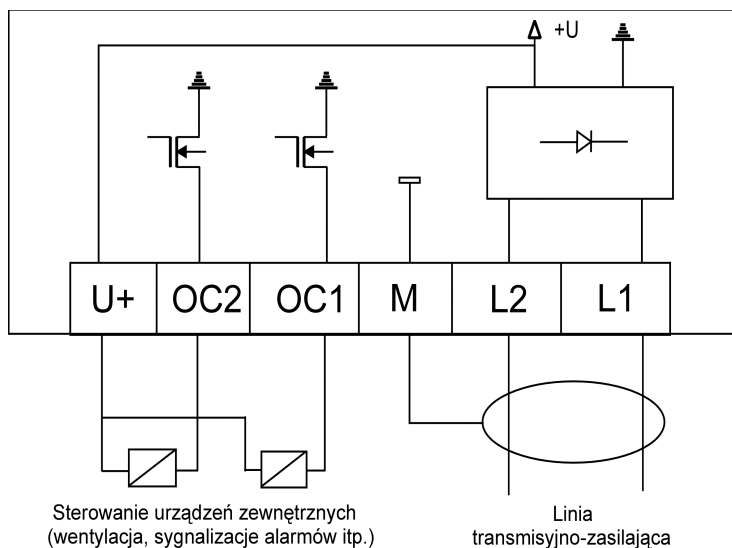 +U
U+ OC2 OC1 M L2 L1
Sterowanie urządzeń zewnętrznych
(wentylacja, sygnalizacje alarmów itp.)
Linia
transmisyjno-zasilająca